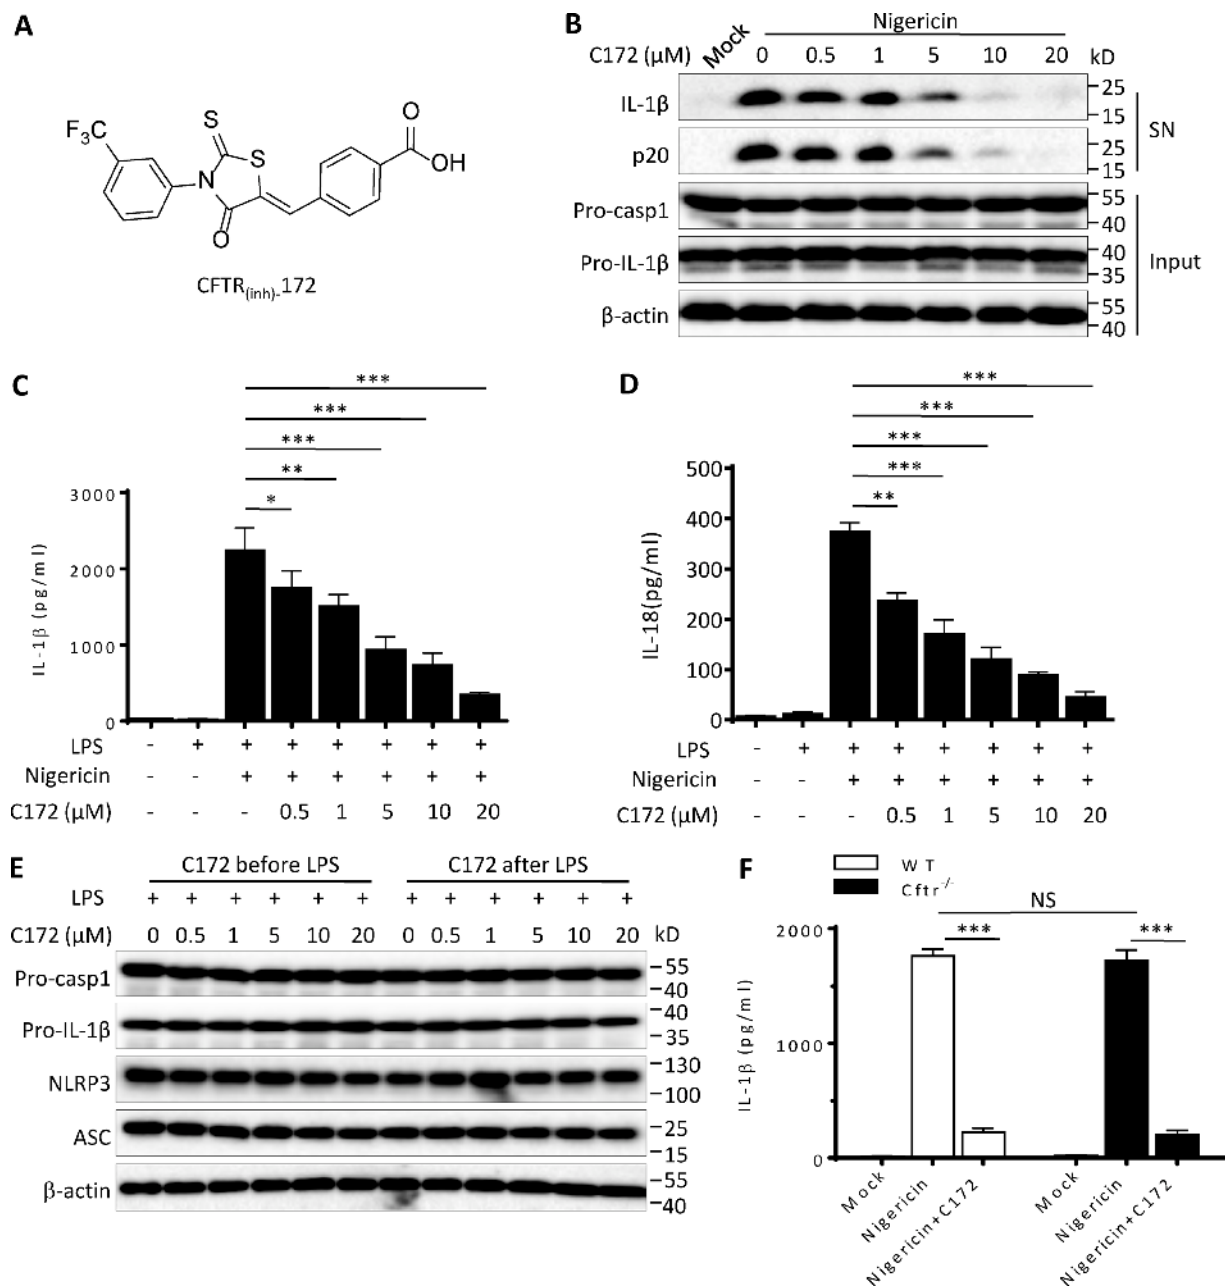 A
F₃C
S
S
N
O
O
OH
CFTR(inh)-172
B
Nigericin
C172 (μM) Mock 0 0.5 1 5 10 20 kD
IL-1β
25
15
p20
25
15
SN
Pro-casp1
55
40
Pro-IL-1β
40
35
Input
β-actin
55
40
C
***
***
***
**
*
3000
2000
1000
0
IL-1β (pg/ml)
LPS - + + + + + + +
Nigericin - - + + + + + +
C172 (μM) - - - 0.5 1 5 10 20
D
***
***
***
***
**
500
400
300
200
100
0
IL-18(pg/ml)
LPS - + + + + + + +
Nigericin - - + + + + + +
C172 (μM) - - - 0.5 1 5 10 20
E
C172 before LPS C172 after LPS
LPS + + + + + + + + + + + +
C172 (μM) 0 0.5 1 5 10 20 0 0.5 1 5 10 20 kD
Pro-casp1
55
40
Pro-IL-1β
40
35
NLRP3
130
100
ASC
25
15
β-actin
55
40
F
WT
Cftr⁻/⁻
NS
*** ***
2000
1000
0
IL-1β (pg/ml)
Mock
Nigericin
Nigericin+C172
Mock
Nigericin
Nigericin+C172